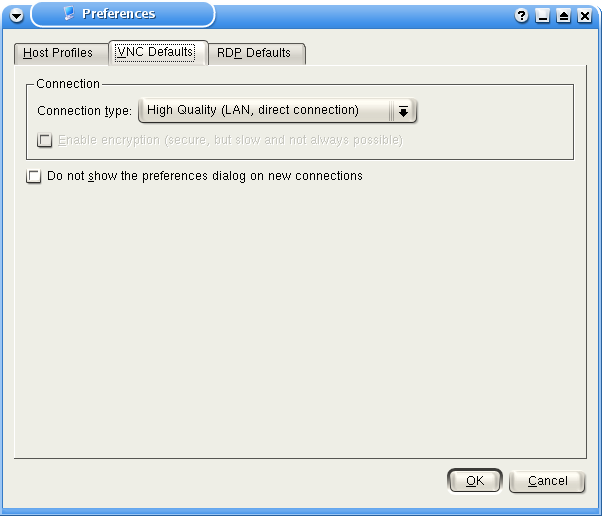 Preferences
Host Profiles VNC Defaults RDP Defaults
Connection
Connection type: High Quality (LAN, direct connection)
Enable encryption (secure, but slow and not always possible)
Do not show the preferences dialog on new connections
OK Cancel